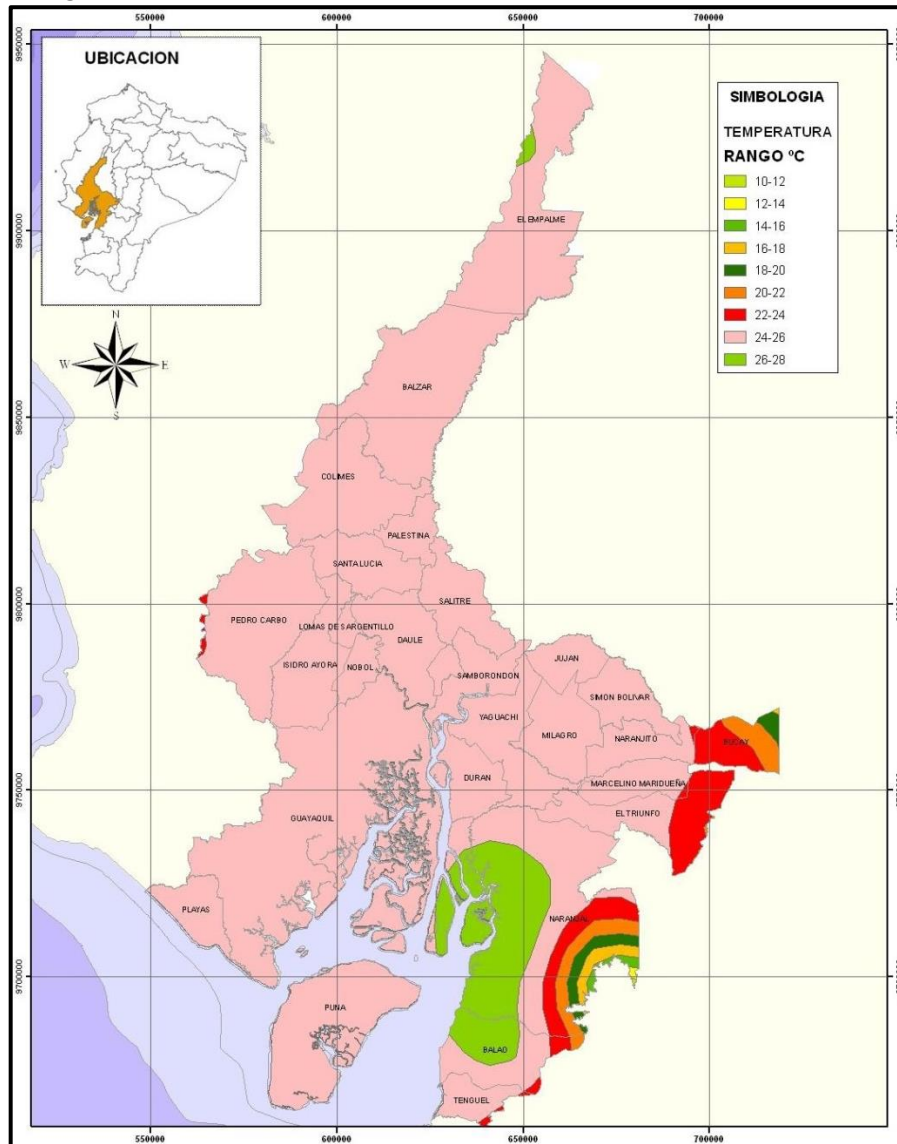 550000 600000 650000 700000
UBICACION
SIMBOLOGIA
TEMPERATURA
RANGO ºC
10-12
12-14
14-16
16-18
18-20
20-22
22-24
24-26
26-28
N
W E
S
9950000
9900000
9850000
9800000
9750000
9700000
EL EMPALME
BALZAR
COLIMES
PALESTINA
SANTA LUCIA
SALITRE
PEDRO CARBO
LOMAS DE SARGENTILLO
DAULE
ISIDRO AYORA
NOBOL
JUJAN
SAMBORONDON
SIMON BOLIVAR
YAGUACHI
MILAGRO
NARANJITO
BUCAY
DURAN
MARCELINO MARIDUEÑA
EL TRIUNFO
GUAYAQUIL
PLAYAS
NARANJAL
PUNA
BALAO
TENGUEL
550000 600000 650000 700000